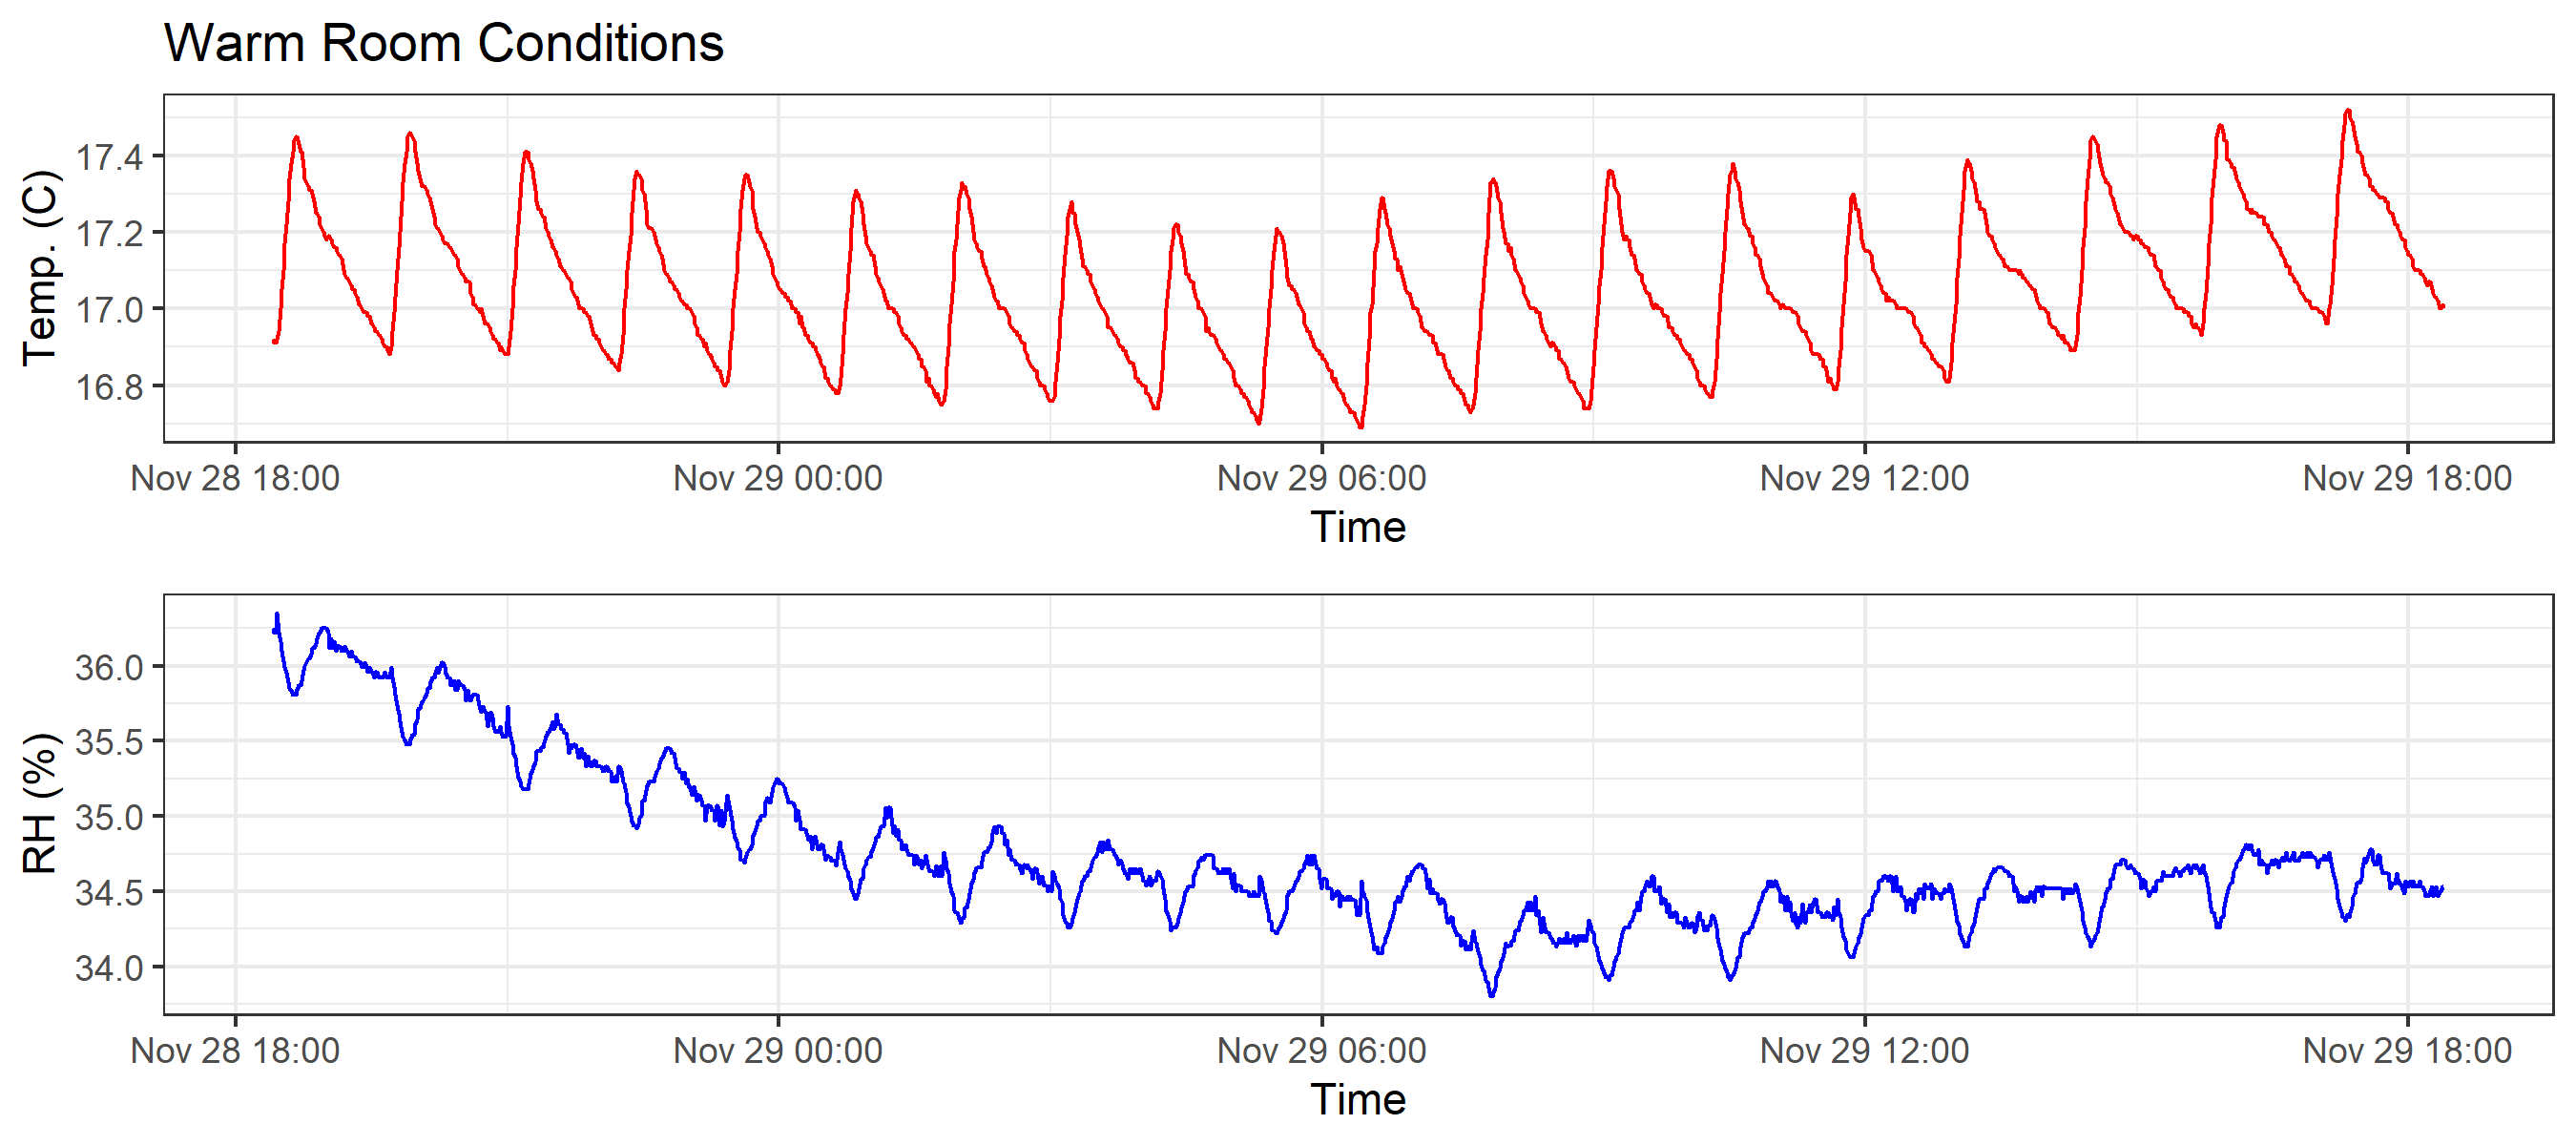 Warm Room Conditions
Temp. (C)
17.4
17.2
17.0
16.8
Nov 28 18:00 Nov 29 00:00 Nov 29 06:00 Nov 29 12:00 Nov 29 18:00
Time
RH (%)
36.0
35.5
35.0
34.5
34.0
Nov 28 18:00 Nov 29 00:00 Nov 29 06:00 Nov 29 12:00 Nov 29 18:00
Time